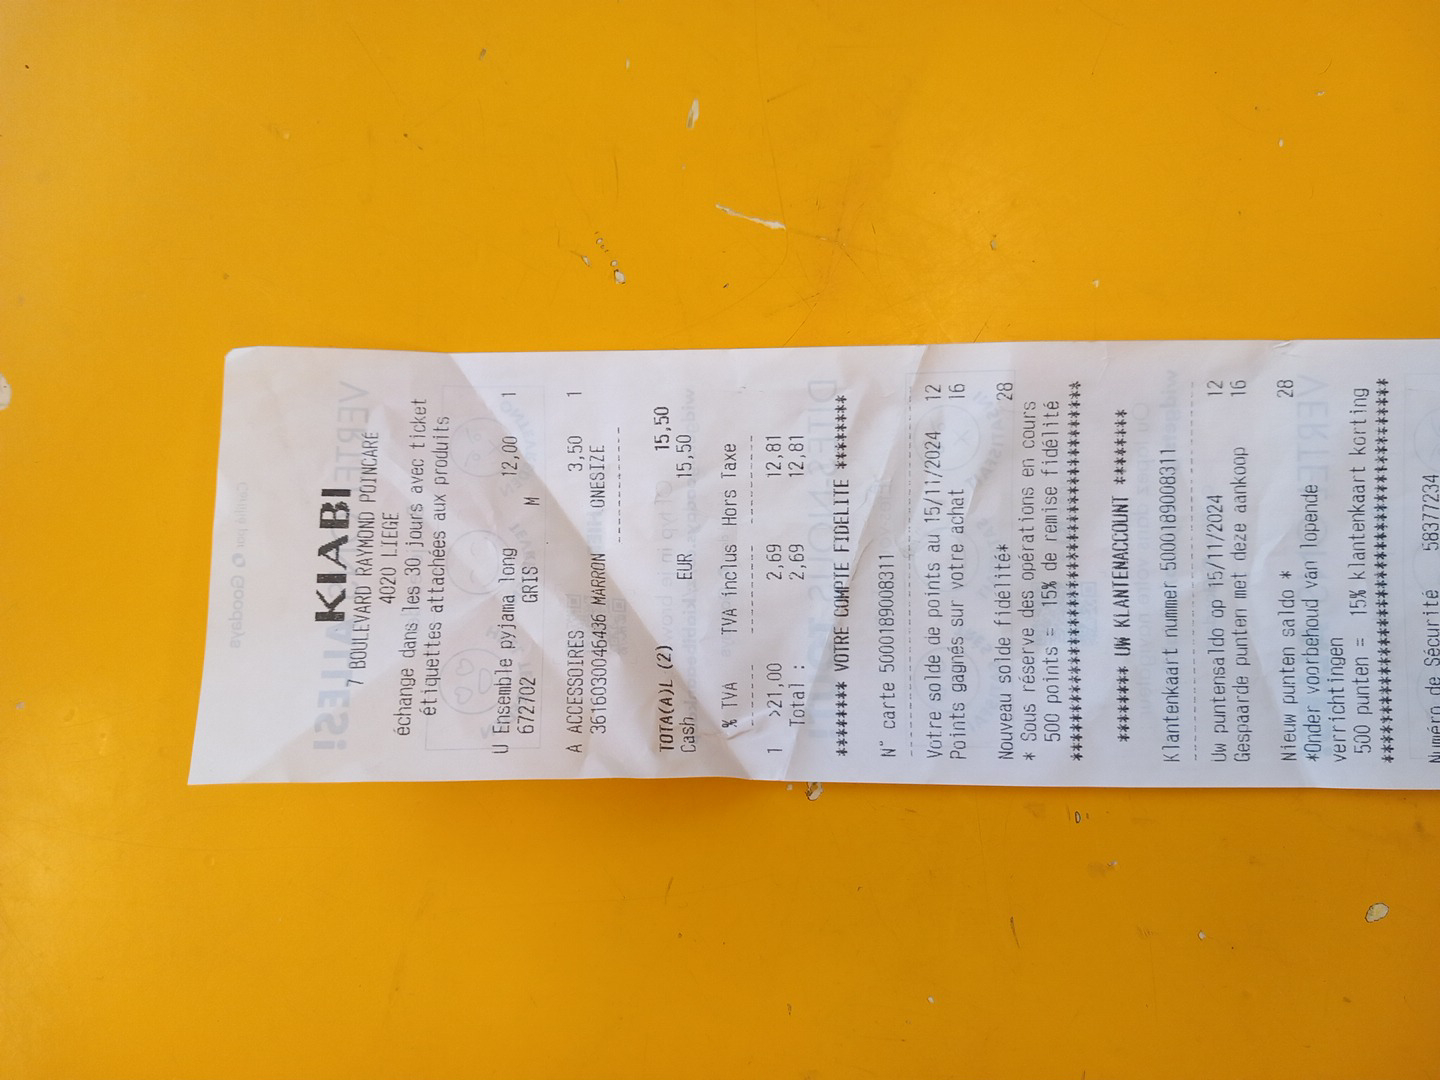 KIABI
7 BOULEVARD RAYMOND POINCARÉ
4020 LIEGE
échange dans les 30 jours avec ticket
étiquettes attachées aux produits
U Ensemble pyjama long 12,00 1
6727702 GRIS M
A ACCESSOIRES 3,50 1
3616030046436 MARRON ONESIZE
TOTA(A)L (2) 15,50
Cash EUR 15,50
% TVA TVA inclus Hors Taxe
1 >21,00 2,69 12,81
Total : 2,69 12,81
******** VOTRE COMPTE FIDELITE ********
N° carte 5000189008311
Votre solde de points au 15/11/2024 12
Points gagnés sur votre achat 16
Nouveau solde fidélité* 28
* Sous réserve des opérations en cours
500 points = 15% de remise fidélité
***************************************
******* UW KLANTENACCOUNT *******
Klantenkaart nummer 5000189008311
Uw puntensaldo op 15/11/2024 12
Gespaarde punten met deze aankoop 16
Nieuw punten saldo * 28
*Onder voorbehoud van lopende
verrichtingen
500 punten = 15% klantenkaart korting
***************************************
Numéro de Sécurité 58377234